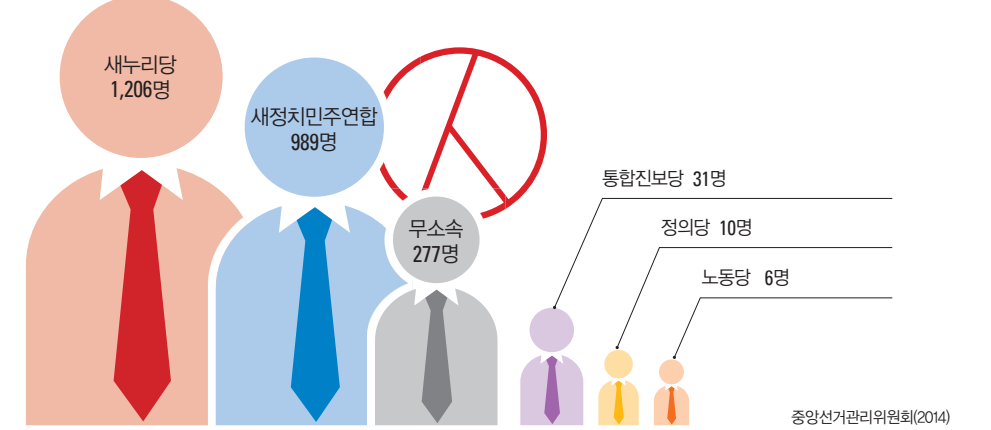 새누리당
1,206명
새정치민주연합
989명
무소속
277명
통합진보당 31명
정의당 10명
노동당 6명
중앙선거관리위원회(2014)